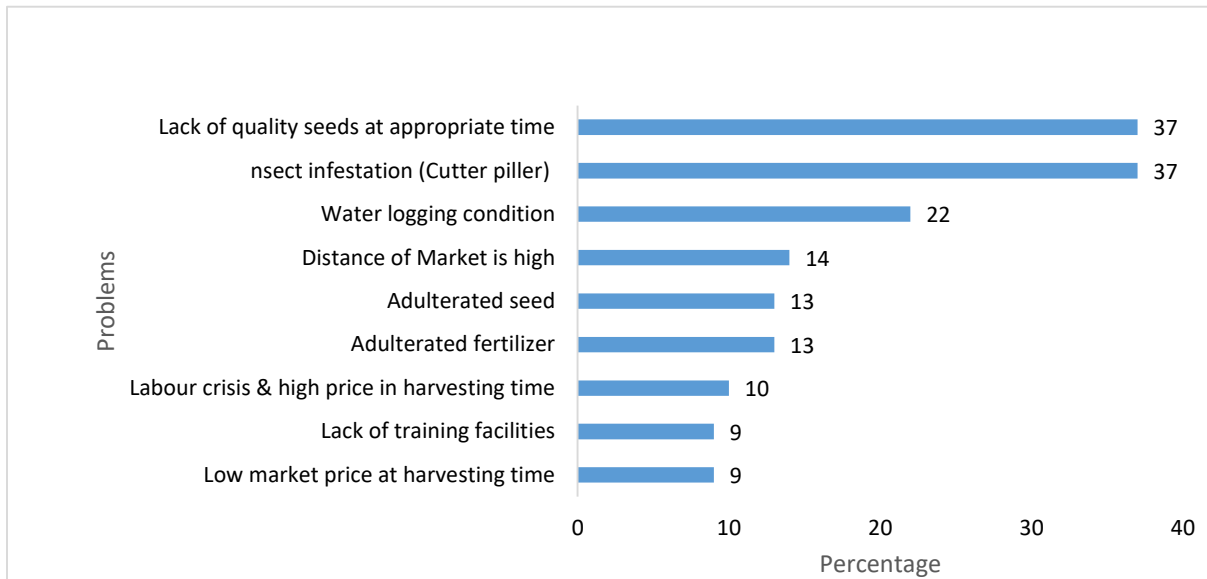 Lack of quality seeds at appropriate time 37
nsect infestation (Cutter piller) 37
Water logging condition 22
Distance of Market is high 14
Adulterated seed 13
Adulterated fertilizer 13
Labour crisis & high price in harvesting time 10
Lack of training facilities 9
Low market price at harvesting time 9
Problems
0 10 20 30 40
Percentage